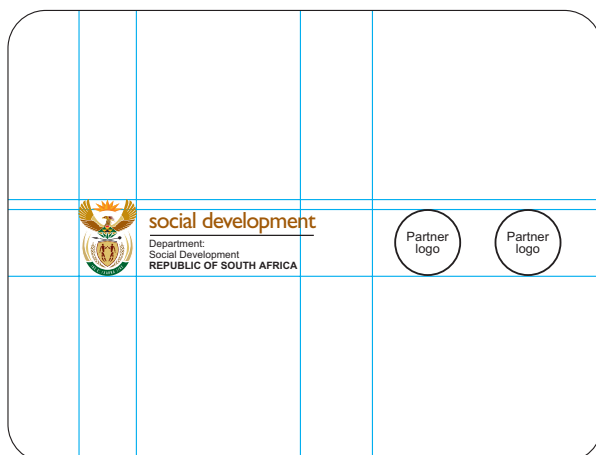 social development
Department:
Social Development
REPUBLIC OF SOUTH AFRICA
Partner
logo
Partner
logo